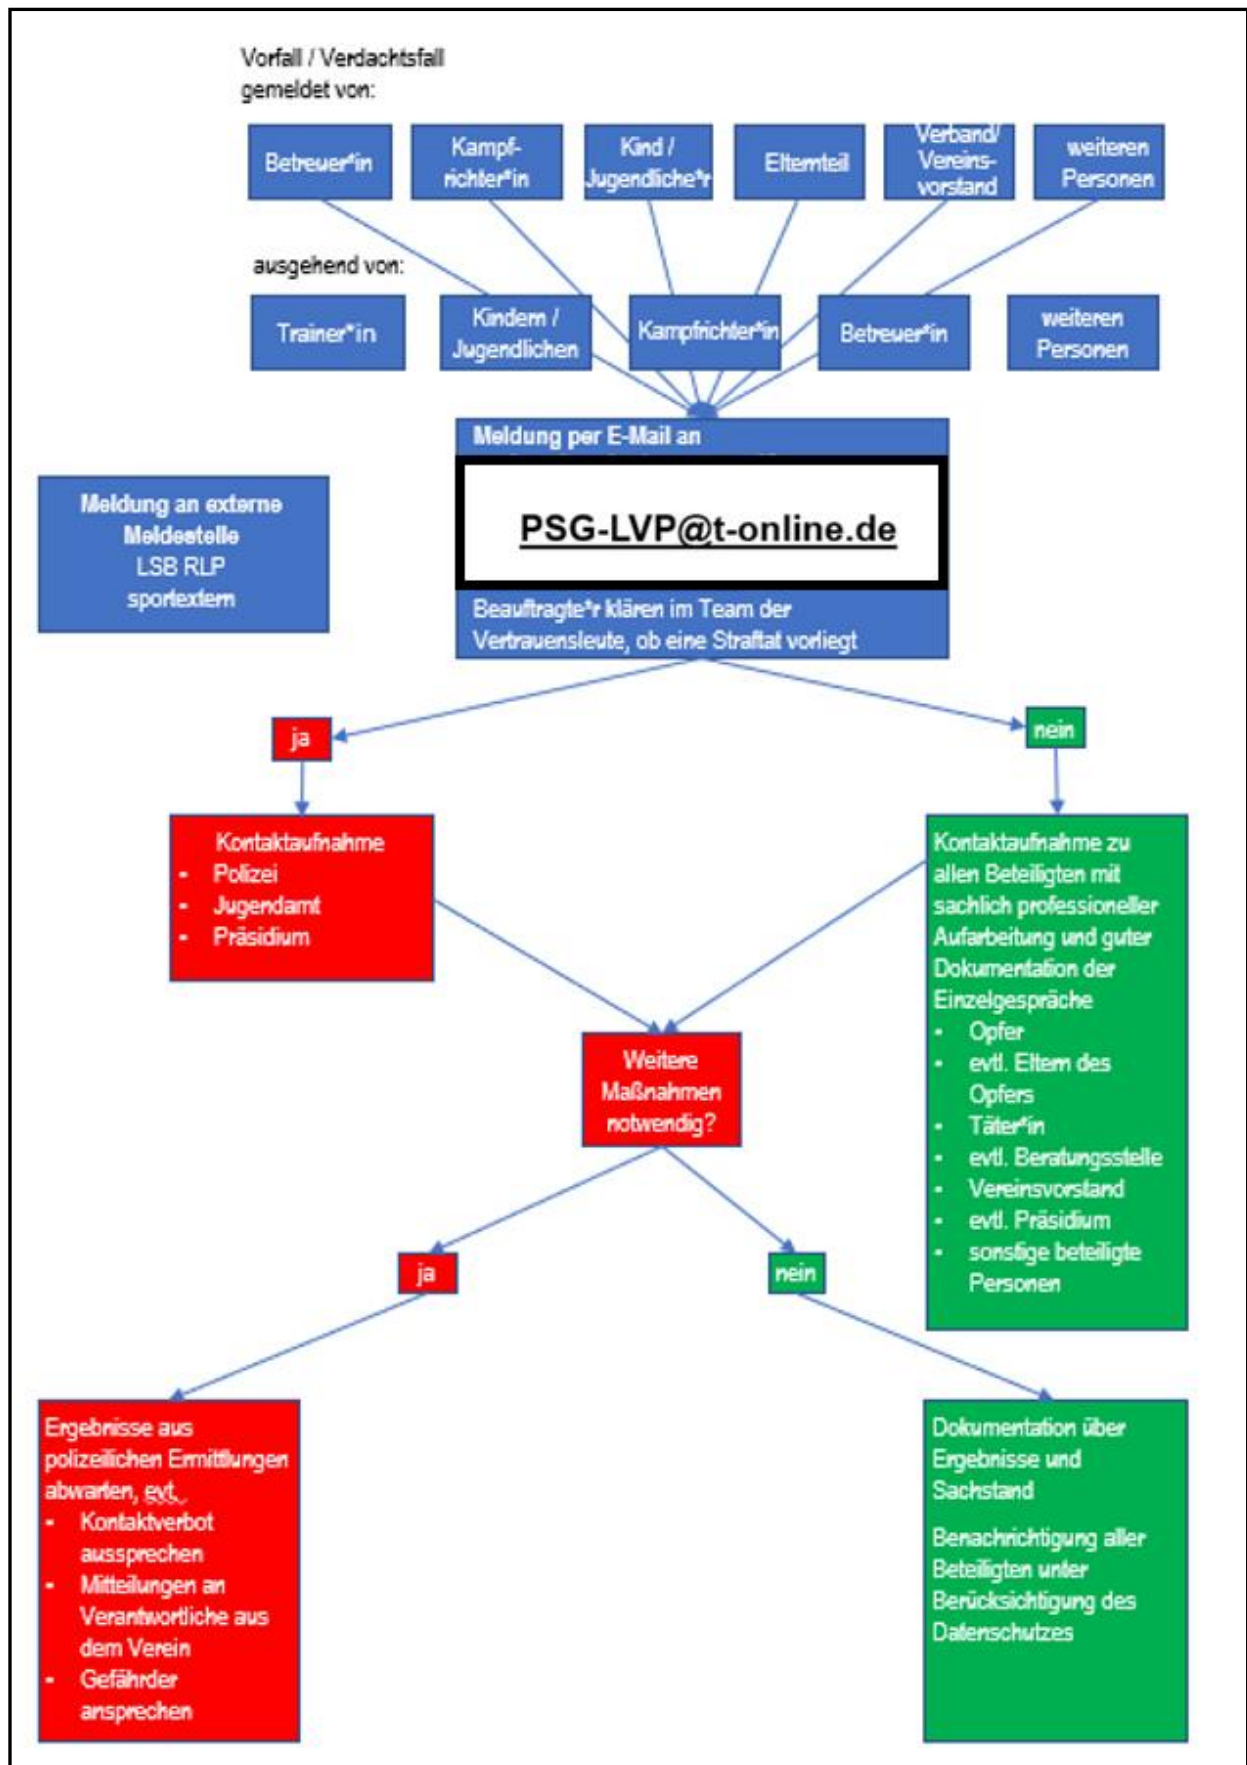 Vorfall / Verdachtsfall
gemeldet von:
Betreuer*in
Kampf-
richter*in
Kind /
Jugendliche*r
Elternteil
Verband/
Vereins-
vorstand
weiteren
Personen
ausgehend von:
Trainer*in
Kindern /
Jugendlichen
Kampfrichter*in
Betreuer*in
weiteren
Personen
Meldung per E-Mail an
PSG-LVP@t-online.de
Beauftragte*r klären im Team der
Vertrauensleute, ob eine Straftat vorliegt
Meldung an externe
Meldestelle
LSB RLP
sportextern
ja
nein
Kontaktaufnahme
- Polizei
- Jugendamt
- Präsidium
Kontaktaufnahme zu
allen Beteiligten mit
sachlich professioneller
Aufarbeitung und guter
Dokumentation der
Einzelgespräche
- Opfer
- evtl. Eltern des
Opfers
- Täter*in
- evtl. Beratungsstelle
- Vereinsvorstand
- evtl. Präsidium
- sonstige beteiligte
Personen
Weitere
Maßnahmen
notwendig?
ja
nein
Ergebnisse aus
polizeilichen Ermittlungen
abwarten, evt.
- Kontaktverbot
aussprechen
- Mitteilungen an
Verantwortliche aus
dem Verein
- Gefährder
ansprechen
Dokumentation über
Ergebnisse und
Sachstand
Benachrichtigung aller
Beteiligten unter
Berücksichtigung des
Datenschutzes